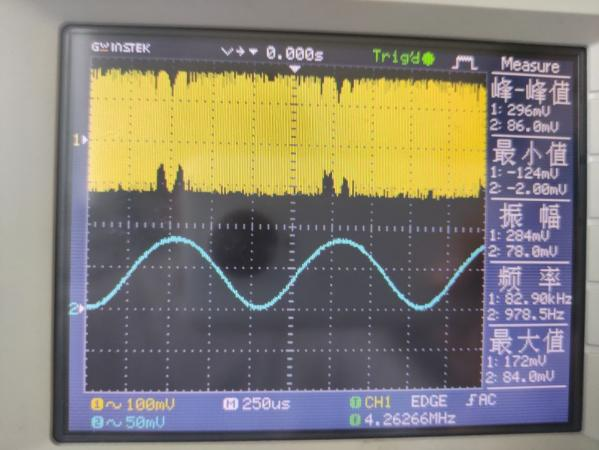 GWINSTEK 0.000s Trig'd Measure
峰-峰值
1: 296mV
2: 86.0mV
最小值
1: -124mV
2: -2.00mV
振幅
1: 284mV
2: 78.0mV
频率
1: 82.90kHz
2: 978.5Hz
最大值
1: 172mV
2: 84.0mV
1
2
1 ~ 100mV M 250us T CH1 EDGE AC
2 ~ 50mV 4.26266MHz